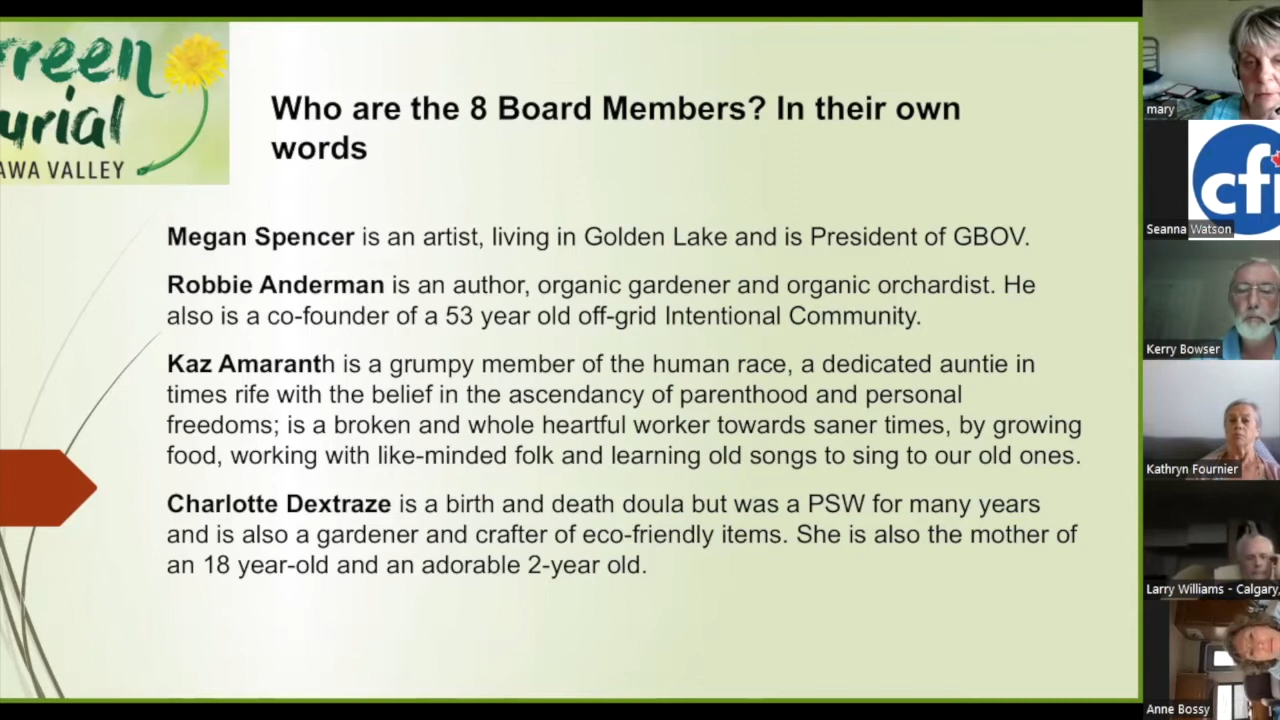 reen
urial
AWA VALLEY
Who are the 8 Board Members? In their own
words
Megan Spencer is an artist, living in Golden Lake and is President of GBOV.
Robbie Anderman is an author, organic gardener and organic orchardist. He
also is a co-founder of a 53 year old off-grid Intentional Community.
Kaz Amaranth is a grumpy member of the human race, a dedicated auntie in
times rife with the belief in the ascendancy of parenthood and personal
freedoms; is a broken and whole heartful worker towards saner times, by growing
food, working with like-minded folk and learning old songs to sing to our old ones.
Charlotte Dextraze is a birth and death doula but was a PSW for many years
and is also a gardener and crafter of eco-friendly items. She is also the mother of
an 18 year-old and an adorable 2-year old.
mary
cfi
Seanna Watson
Kerry Bowser
Kathryn Fournier
Larry Williams - Calgary,
Anne Bossy